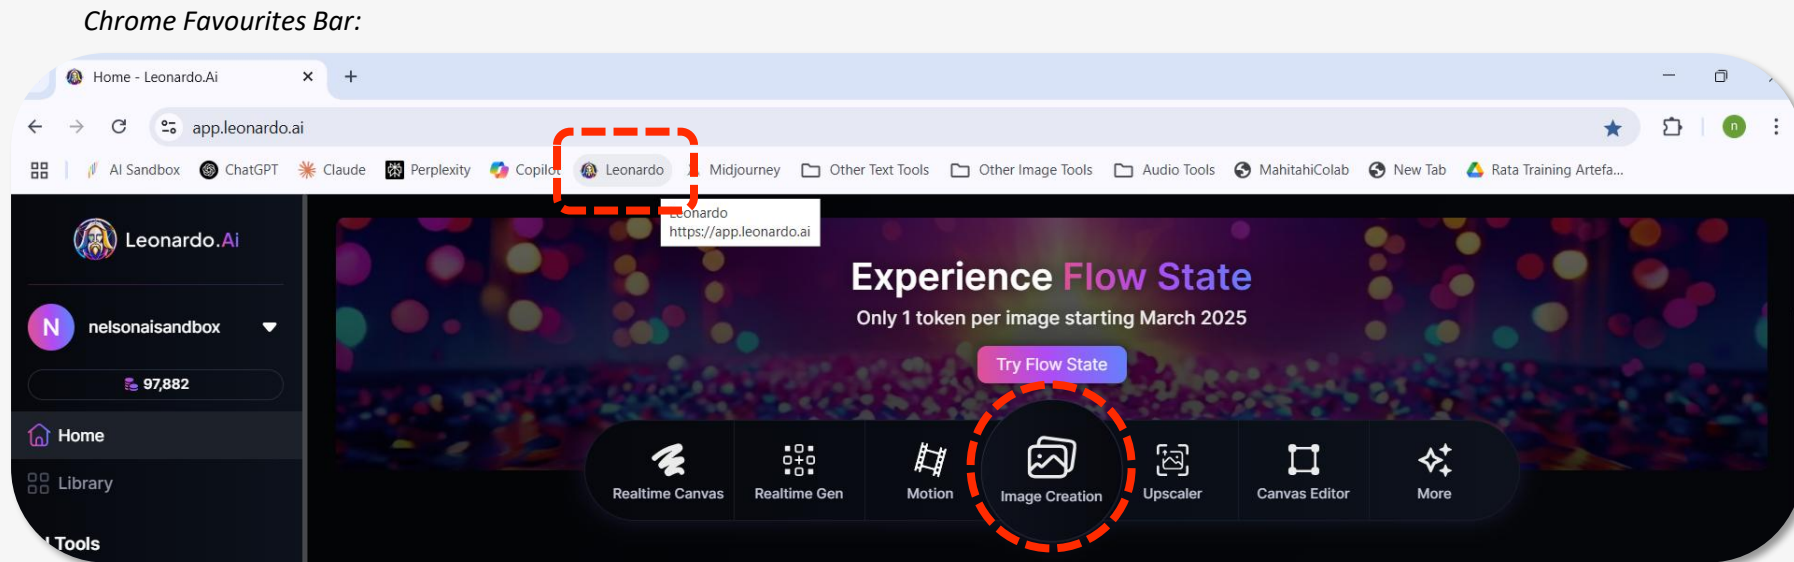 Chrome Favourites Bar:
Home - Leonardo.Ai
app.leonardo.ai
n
AI Sandbox ChatGPT Claude Perplexity Copilot Leonardo Midjourney Other Text Tools Other Image Tools Audio Tools MahitahiColab New Tab Rata Training Artefa...
Leonardo
https://app.leonardo.ai
Leonardo.Ai
N nelsonaisandbox
97,882
Home
Library
Tools
Experience Flow State
Only 1 token per image starting March 2025
Try Flow State
Realtime Canvas Realtime Gen Motion Image Creation Upscaler Canvas Editor More